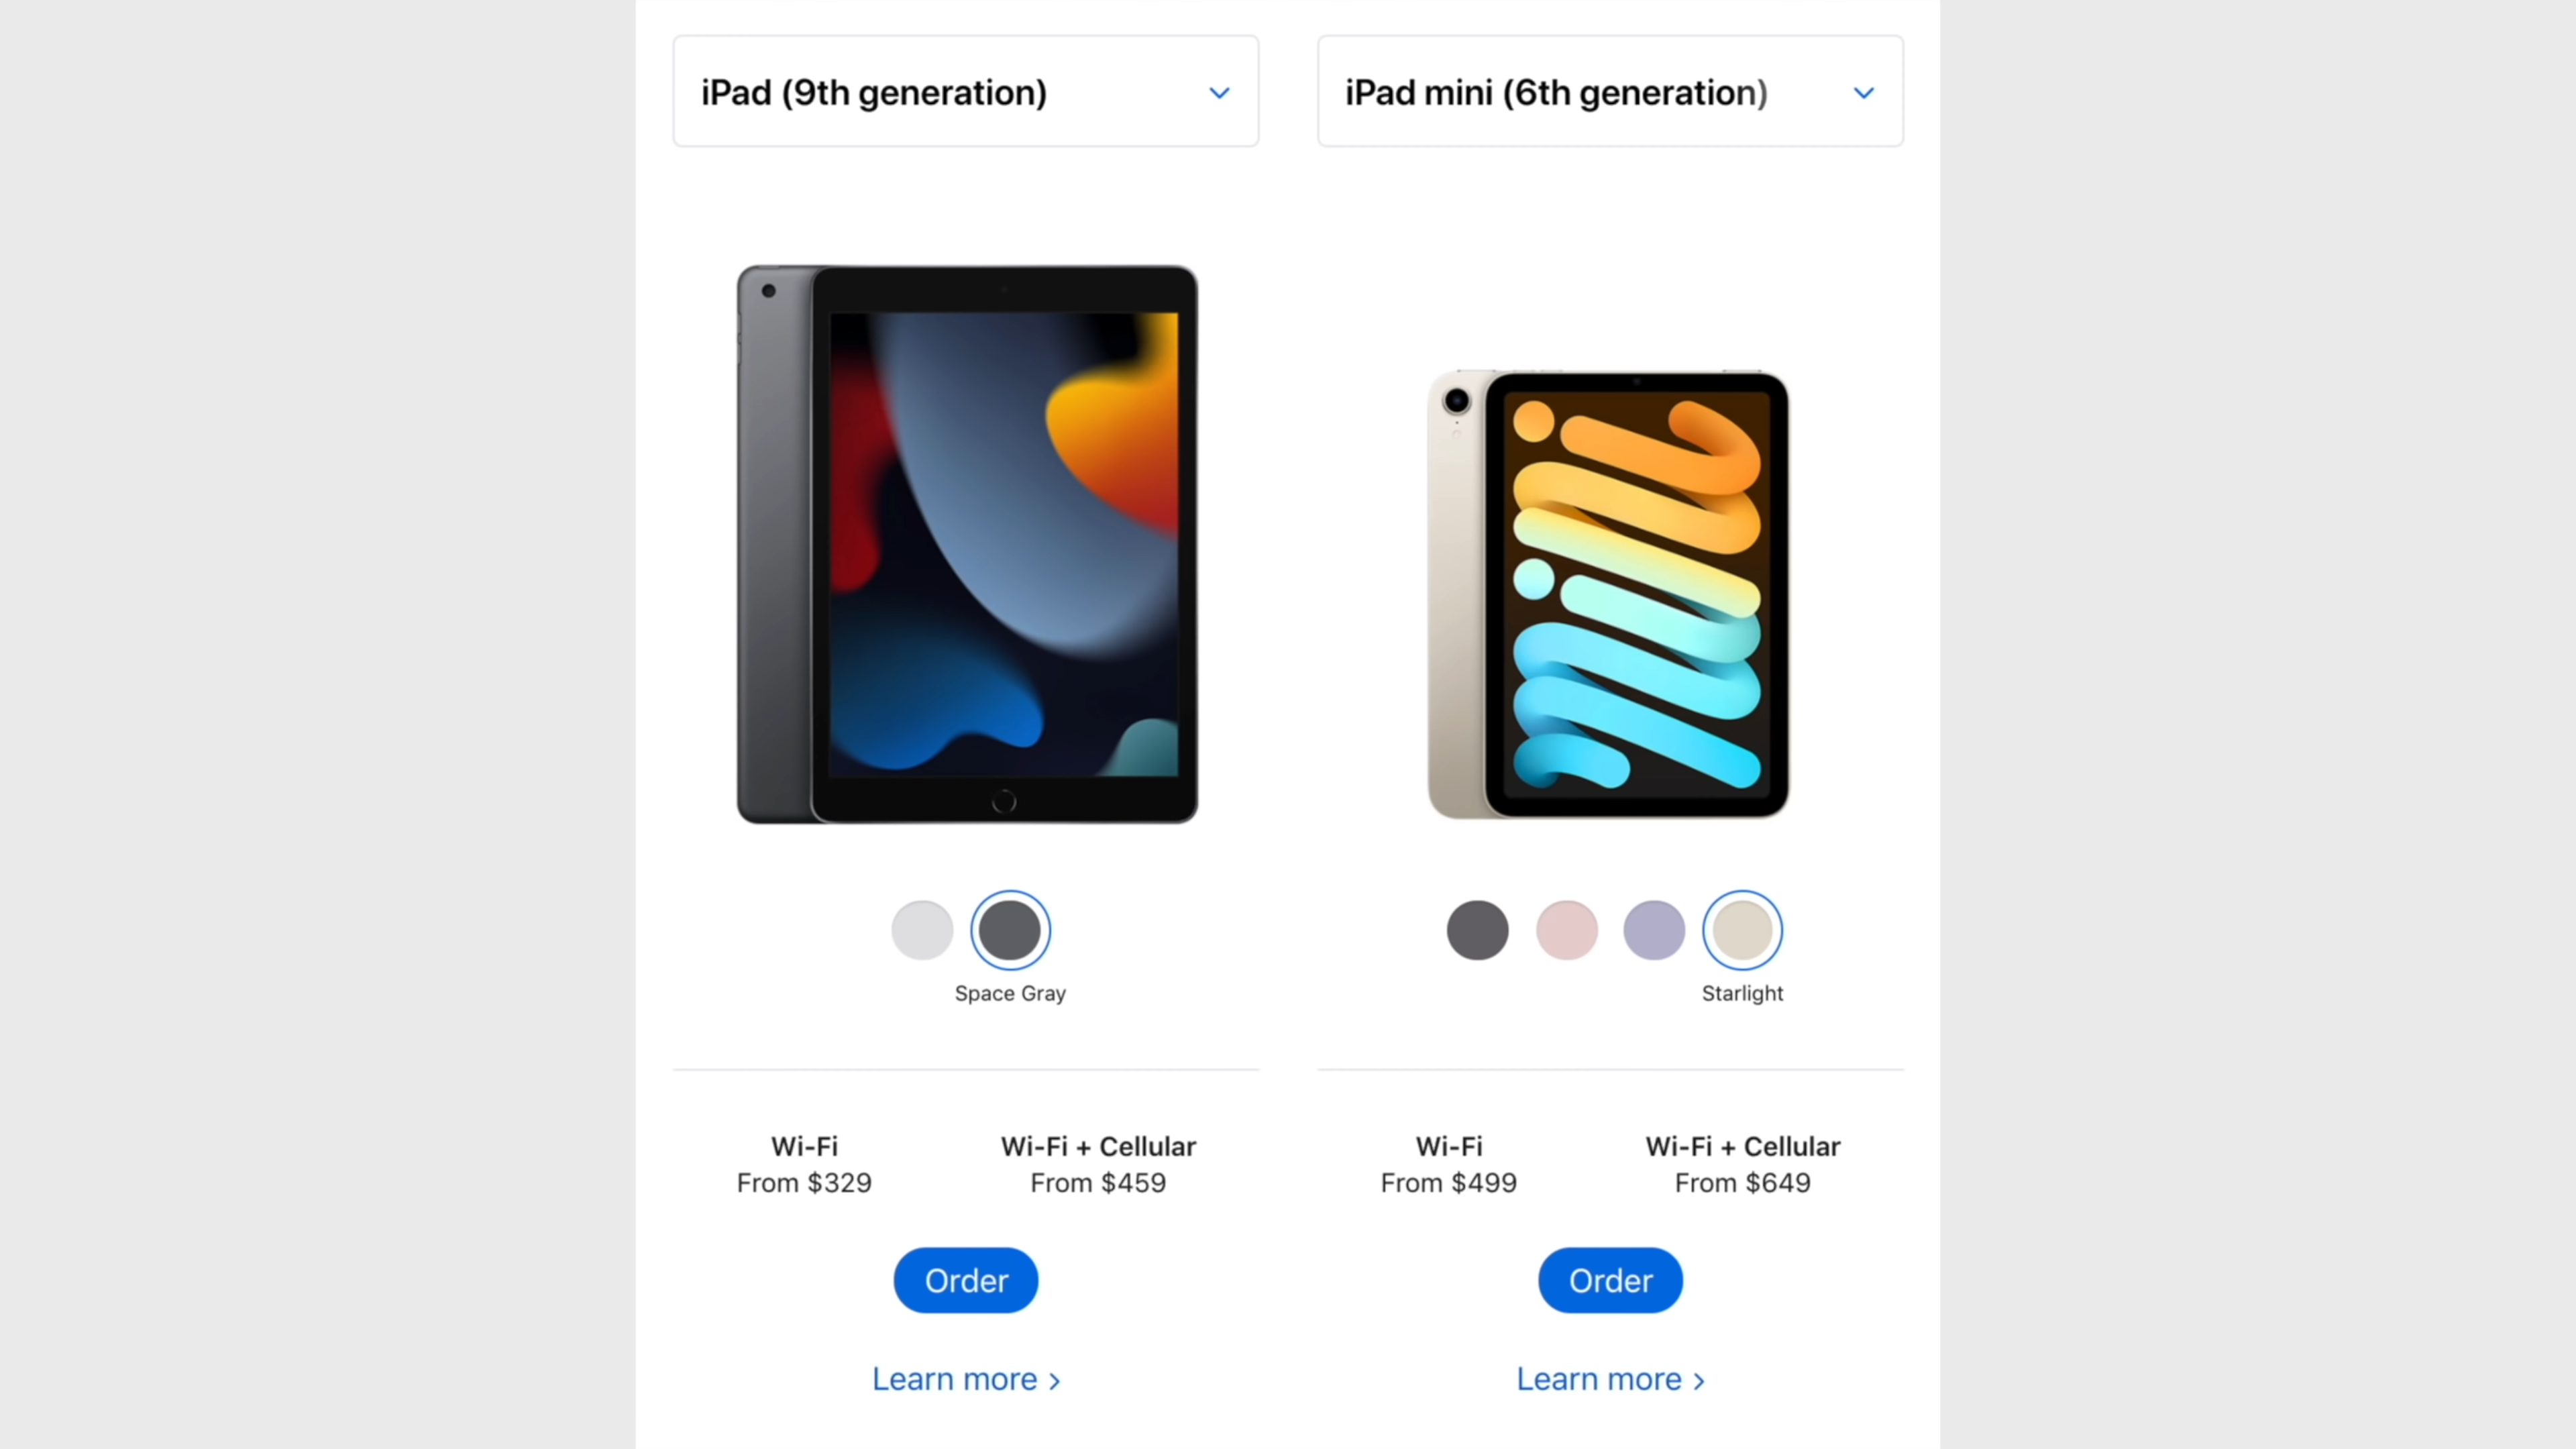 iPad (9th generation)
iPad mini (6th generation)
Space Gray
Starlight
Wi-Fi
From $329
Wi-Fi + Cellular
From $459
Wi-Fi
From $499
Wi-Fi + Cellular
From $649
Order
Order
Learn more >
Learn more >